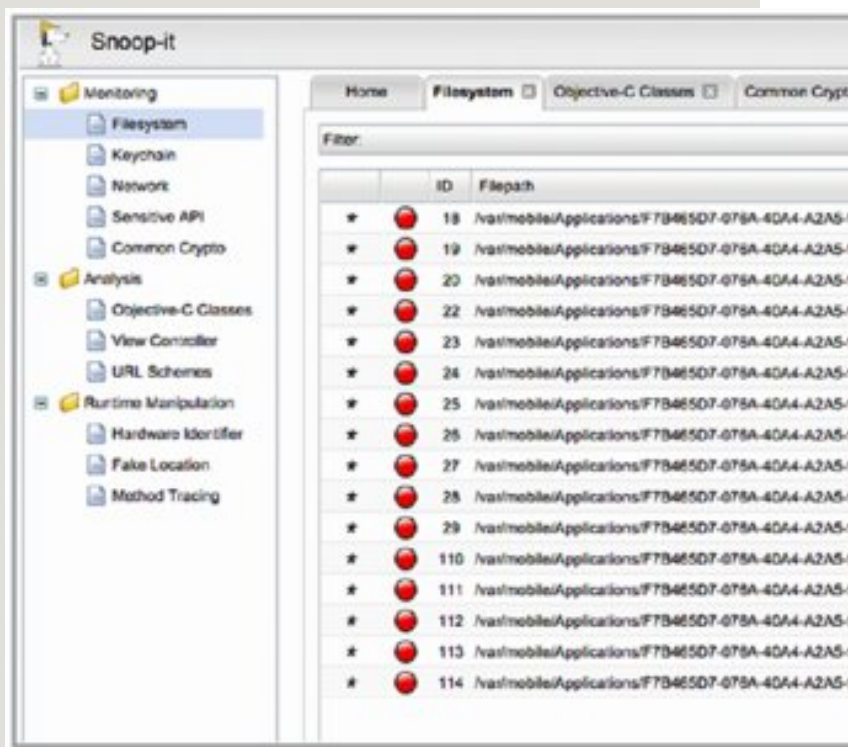 Snoop-it
Monitoring
Filesystem
Keychain
Network
Sensitive API
Common Crypto
Analysis
Objective-C Classes
View Controller
URL Schemes
Runtime Manipulation
Hardware Identifier
Fake Location
Method Tracing
Home Filesystem Objective-C Classes Common Crypt
Filter:
ID Filepath
* 18 /var/mobile/Applications/F7B465D7-076A-40A4-A2A5-
* 19 /var/mobile/Applications/F7B465D7-076A-40A4-A2A5-
* 20 /var/mobile/Applications/F7B465D7-076A-40A4-A2A5-
* 22 /var/mobile/Applications/F7B465D7-076A-40A4-A2A5-
* 23 /var/mobile/Applications/F7B465D7-076A-40A4-A2A5-
* 24 /var/mobile/Applications/F7B465D7-076A-40A4-A2A5-
* 25 /var/mobile/Applications/F7B465D7-076A-40A4-A2A5-
* 26 /var/mobile/Applications/F7B465D7-076A-40A4-A2A5-
* 27 /var/mobile/Applications/F7B465D7-076A-40A4-A2A5-
* 28 /var/mobile/Applications/F7B465D7-076A-40A4-A2A5-
* 29 /var/mobile/Applications/F7B465D7-076A-40A4-A2A5-
* 110 /var/mobile/Applications/F7B465D7-076A-40A4-A2A5-
* 111 /var/mobile/Applications/F7B465D7-076A-40A4-A2A5-
* 112 /var/mobile/Applications/F7B465D7-076A-40A4-A2A5-
* 113 /var/mobile/Applications/F7B465D7-076A-40A4-A2A5-
* 114 /var/mobile/Applications/F7B465D7-076A-40A4-A2A5-